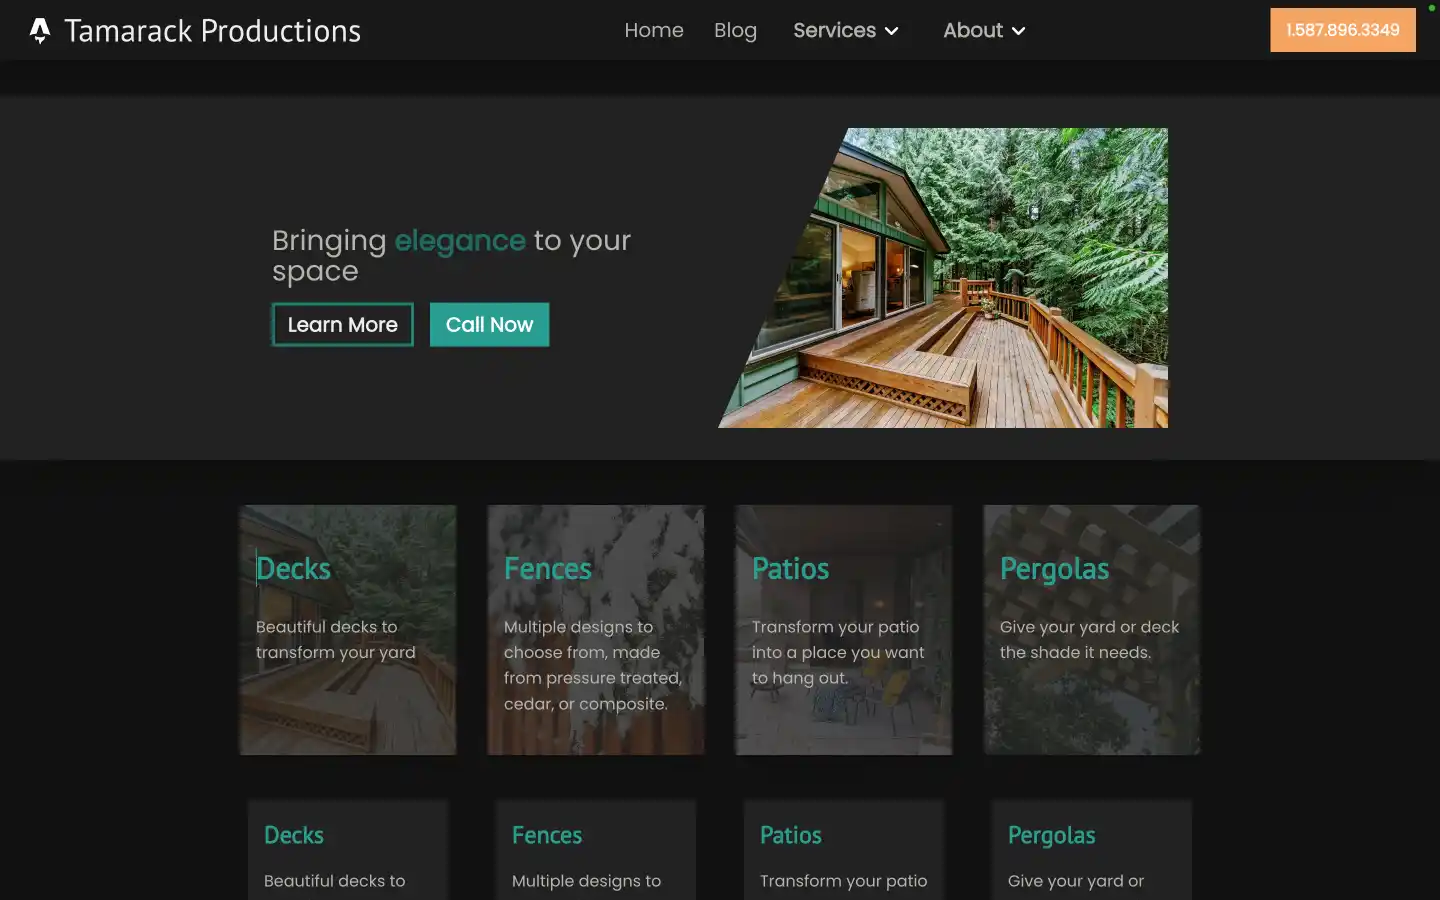 Tamarack Productions
Home
Blog
Services
About
1.587.896.3349
Bringing elegance to your
space
Learn More
Call Now
Decks
Beautiful decks to
transform your yard
Fences
Multiple designs to
choose from, made
from pressure treated,
cedar, or composite.
Patios
Transform your patio
into a place you want
to hang out.
Pergolas
Give your yard or deck
the shade it needs.
Decks
Beautiful decks to
Fences
Multiple designs to
Patios
Transform your patio
Pergolas
Give your yard or